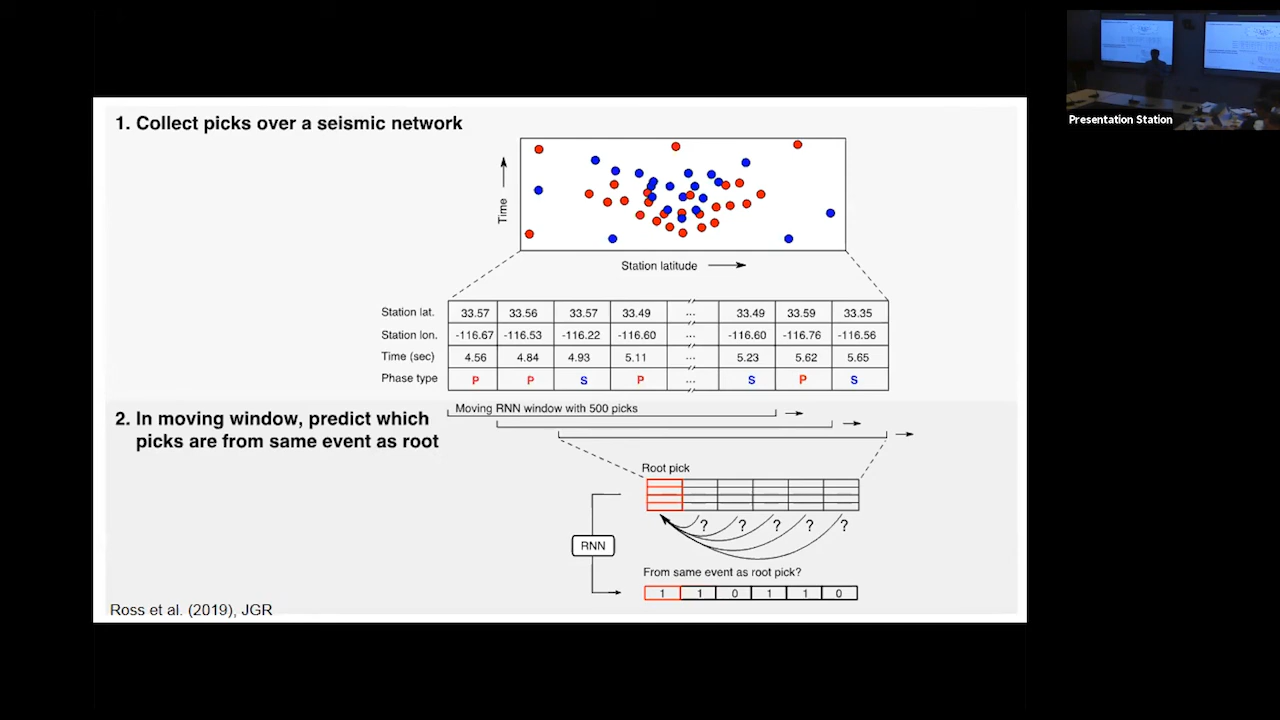 1. Collect picks over a seismic network
Time
Station latitude
Station lat. 33.57 33.56 33.57 33.49 ... 33.49 33.59 33.35
Station lon. -116.67 -116.53 -116.22 -116.60 ... -116.60 -116.76 -116.56
Time (sec) 4.56 4.84 4.93 5.11 ... 5.23 5.62 5.65
Phase type P P S P ... S P S
2. In moving window, predict which
picks are from same event as root
Moving RNN window with 500 picks
Root pick
? ? ? ? ?
RNN
From same event as root pick?
1 1 0 1 1 0
Ross et al. (2019), JGR
Presentation Station